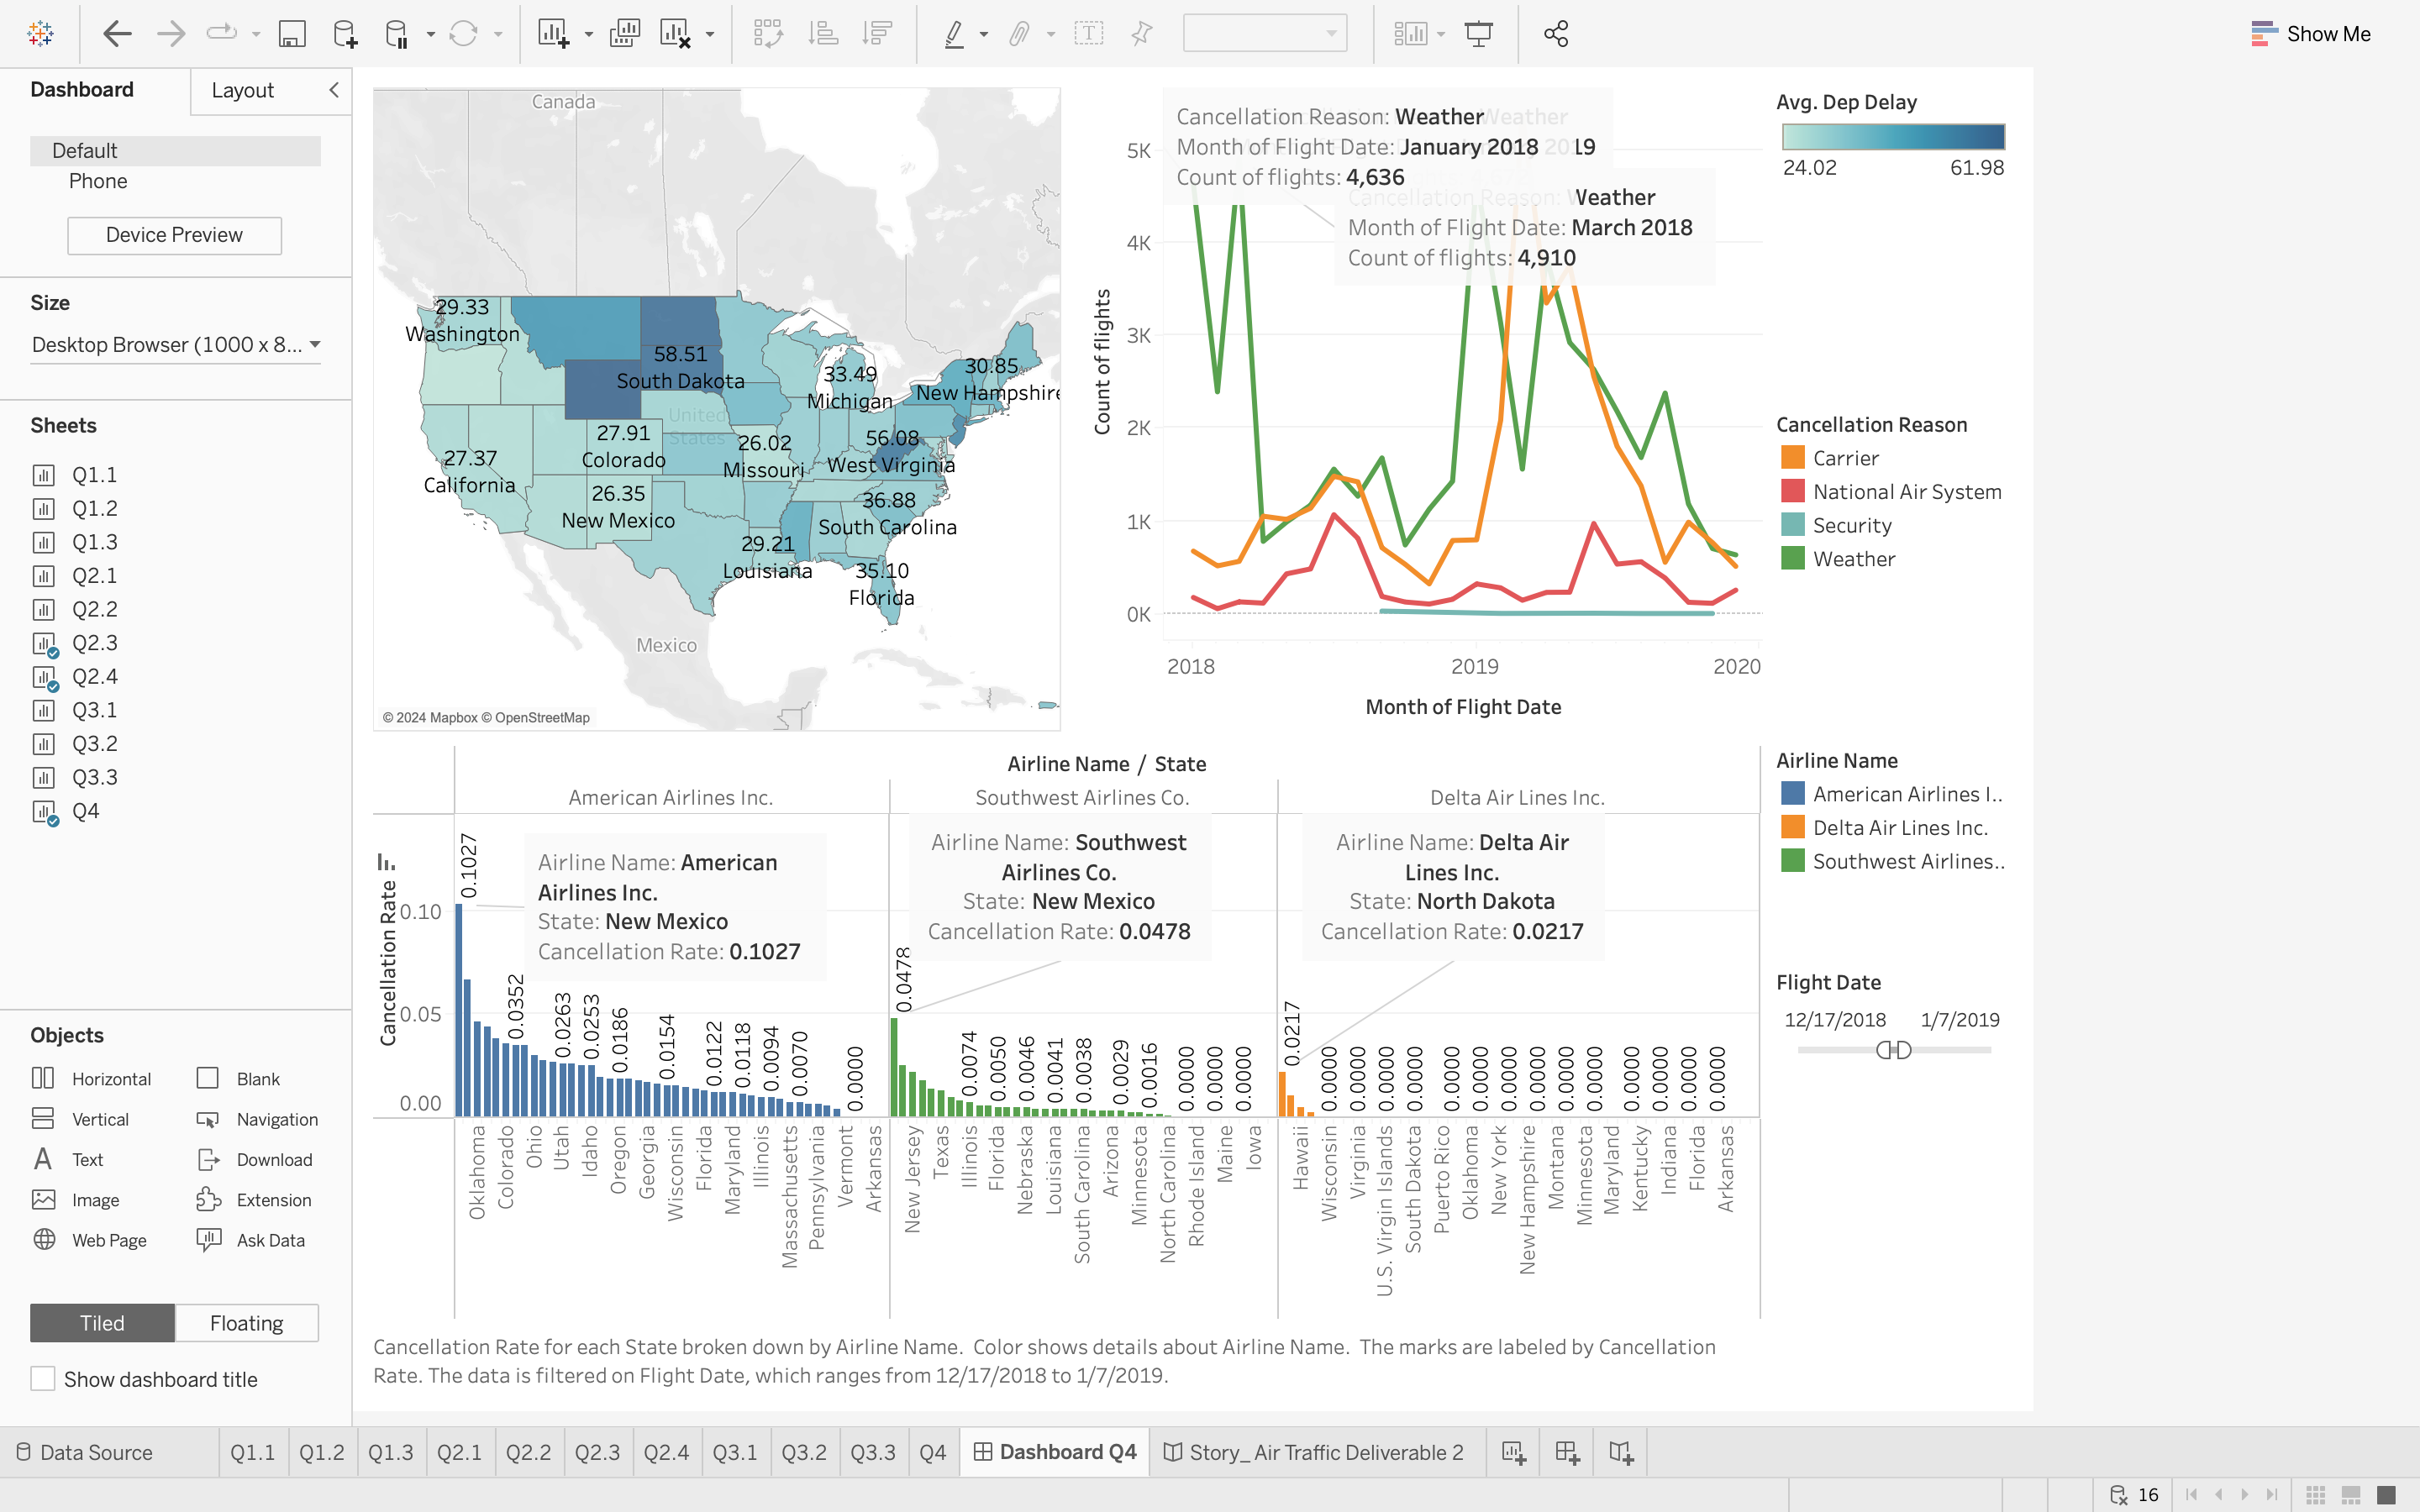 Show Me
Dashboard
Layout
Default
Phone
Device Preview
Size
Desktop Browser (1000 x 8...
Sheets
Q1.1
Q1.2
Q1.3
Q2.1
Q2.2
Q2.3
Q2.4
Q3.1
Q3.2
Q3.3
Q4
Objects
Horizontal
Blank
Vertical
Navigation
Text
Download
Image
Extension
Web Page
Ask Data
Tiled
Floating
Show dashboard title
Canada
29.33
Washington
58.51
South Dakota
United
States
33.49
Michigan
30.85
New Hampshire
27.91
Colorado
26.02
Missouri
56.08
West Virginia
27.37
California
26.35
New Mexico
36.88
South Carolina
29.21
Louisiana
35.10
Florida
Mexico
© 2024 Mapbox © OpenStreetMap
Cancellation Reason: Weather
Month of Flight Date: January 2018
Count of flights: 4,636
Cancellation Reason: Weather
Month of Flight Date: March 2018
Count of flights: 4,910
Count of flights
5K
4K
3K
2K
1K
0K
2018
2019
2020
Month of Flight Date
Avg. Dep Delay
24.02
61.98
Cancellation Reason
Carrier
National Air System
Security
Weather
Airline Name / State
American Airlines Inc.
Southwest Airlines Co.
Delta Air Lines Inc.
Cancellation Rate
0.10
0.05
0.00
Airline Name: American
Airlines Inc.
State: New Mexico
Cancellation Rate: 0.1027
Airline Name: Southwest
Airlines Co.
State: New Mexico
Cancellation Rate: 0.0478
Airline Name: Delta Air
Lines Inc.
State: North Dakota
Cancellation Rate: 0.0217
0.1027
0.0352
0.0263
0.0253
0.0186
0.0154
0.0122
0.0118
0.0094
0.0070
0.0000
0.0478
0.0074
0.0050
0.0046
0.0041
0.0038
0.0029
0.0016
0.0000
0.0000
0.0000
0.0217
0.0000
0.0000
0.0000
0.0000
0.0000
0.0000
0.0000
0.0000
0.0000
0.0000
0.0000
0.0000
0.0000
0.0000
Oklahoma
Colorado
Ohio
Utah
Idaho
Oregon
Georgia
Wisconsin
Florida
Maryland
Illinois
Massachusetts
Pennsylvania
Vermont
Arkansas
New Jersey
Texas
Illinois
Florida
Nebraska
Louisiana
South Carolina
Arizona
Minnesota
North Carolina
Rhode Island
Maine
Iowa
Hawaii
Wisconsin
Virginia
U.S. Virgin Islands
South Dakota
Puerto Rico
Oklahoma
New York
New Hampshire
Montana
Minnesota
Maryland
Kentucky
Indiana
Florida
Arkansas
Airline Name
American Airlines I..
Delta Air Lines Inc.
Southwest Airlines..
Flight Date
12/17/2018
1/7/2019
Cancellation Rate for each State broken down by Airline Name. Color shows details about Airline Name. The marks are labeled by Cancellation
Rate. The data is filtered on Flight Date, which ranges from 12/17/2018 to 1/7/2019.
Data Source
Q1.1
Q1.2
Q1.3
Q2.1
Q2.2
Q2.3
Q2.4
Q3.1
Q3.2
Q3.3
Q4
Dashboard Q4
Story_ Air Traffic Deliverable 2
16